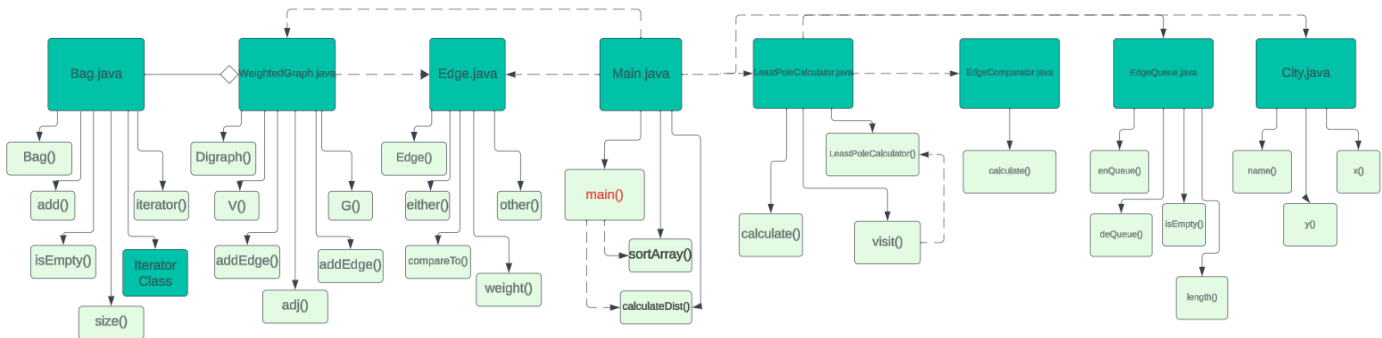 Bag.java
WeightedGraph.java
Edge.java
Main.java
LeastPoleCalculator.java
EdgeComparator.java
EdgeQueue.java
City.java
Bag()
add()
isEmpty()
size()
Iterator
Class
iterator()
Digraph()
V()
addEdge()
adj()
addEdge()
G()
Edge()
either()
compareTo()
weight()
other()
main()
sortArray()
calculateDist()
calculate()
visit()
LeastPoleCalculator()
calculate()
enQueue()
deQueue()
isEmpty()
length()
name()
y()
x()